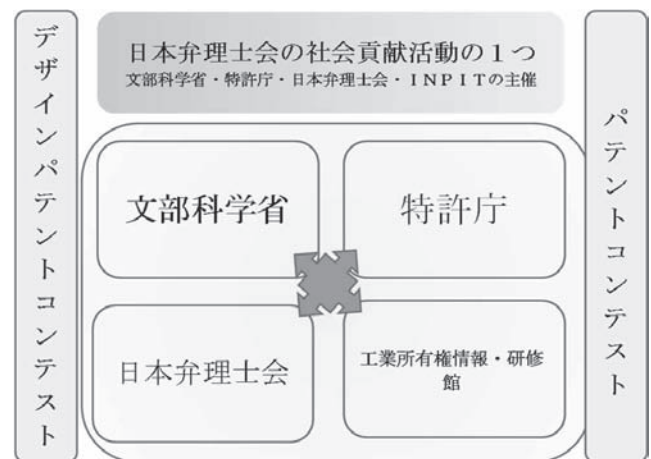 デザインパテントコンテスト
日本弁理士会の社会貢献活動の１つ
文部科学省・特許庁・日本弁理士会・ＩＮＰＩＴの主催
パテントコンテスト
文部科学省
特許庁
日本弁理士会
工業所有権情報・研修
館